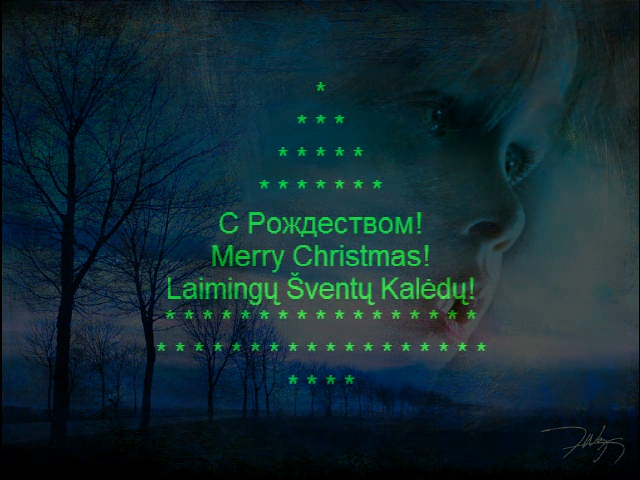 *
* * *
* * * * *
* * * * * * *
С Рождеством!
Merry Christmas!
Laimingų Šventų Kalėdų!
* * * * * * * * * * * * * * * * *
* * * * * * * * * * * * * * * * * *
* * * *